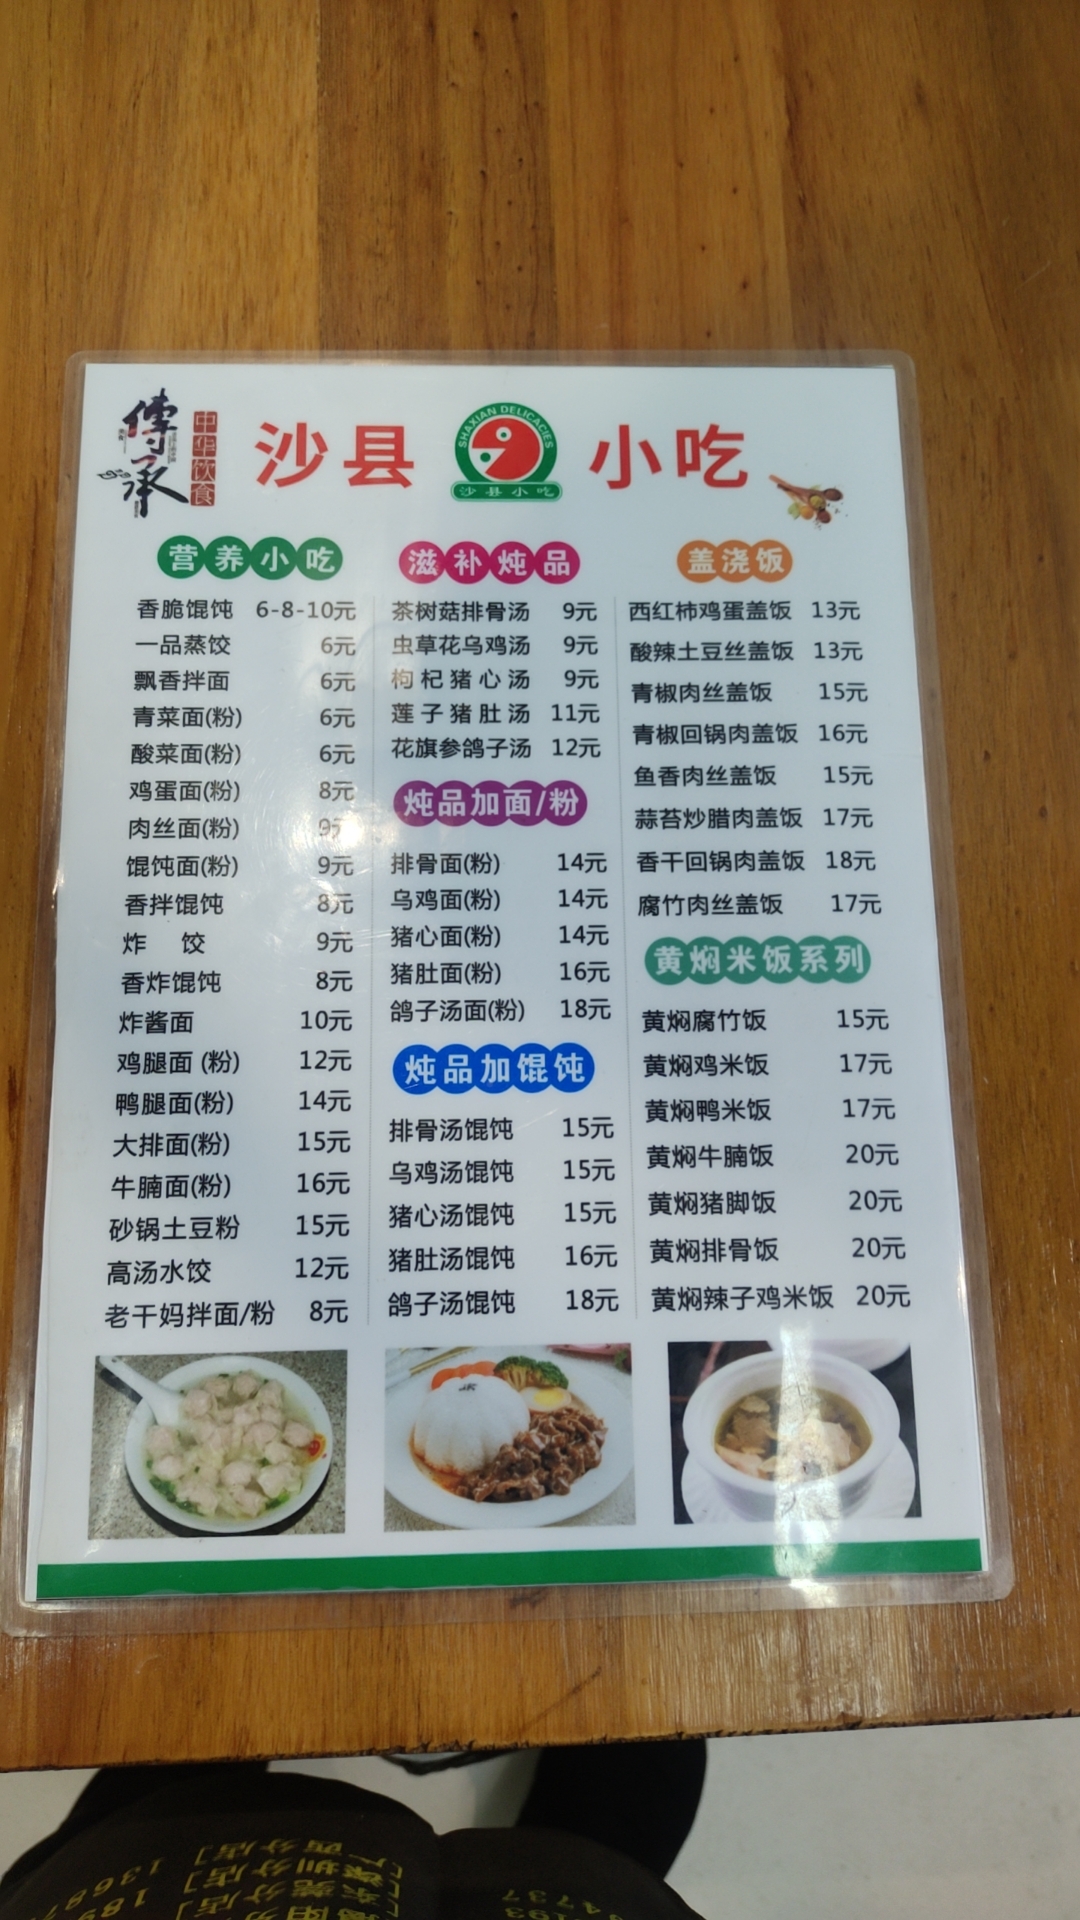 傳承
中华饮食
沙县
SHAXIAN DELICACIES
沙县小吃
小吃
营养小吃
香脆馄饨 6-8-10元
一品蒸饺 6元
飘香拌面 6元
青菜面(粉) 6元
酸菜面(粉) 6元
鸡蛋面(粉) 8元
肉丝面(粉) 9元
馄饨面(粉) 9元
香拌馄饨 8元
炸 饺 9元
香炸馄饨 8元
炸酱面 10元
鸡腿面 (粉) 12元
鸭腿面(粉) 14元
大排面(粉) 15元
牛腩面(粉) 16元
砂锅土豆粉 15元
高汤水饺 12元
老干妈拌面/粉 8元
滋补炖品
茶树菇排骨汤 9元
虫草花乌鸡汤 9元
枸杞猪心汤 9元
莲子猪肚汤 11元
花旗参鸽子汤 12元
炖品加面/粉
排骨面(粉) 14元
乌鸡面(粉) 14元
猪心面(粉) 14元
猪肚面(粉) 16元
鸽子汤面(粉) 18元
炖品加馄饨
排骨汤馄饨 15元
乌鸡汤馄饨 15元
猪心汤馄饨 15元
猪肚汤馄饨 16元
鸽子汤馄饨 18元
盖浇饭
西红柿鸡蛋盖饭 13元
酸辣土豆丝盖饭 13元
青椒肉丝盖饭 15元
青椒回锅肉盖饭 16元
鱼香肉丝盖饭 15元
蒜苔炒腊肉盖饭 17元
香干回锅肉盖饭 18元
腐竹肉丝盖饭 17元
黄焖米饭系列
黄焖腐竹饭 15元
黄焖鸡米饭 17元
黄焖鸭米饭 17元
黄焖牛腩饭 20元
黄焖猪脚饭 20元
黄焖排骨饭 20元
黄焖辣子鸡米饭 20元
[广西分店]
[深圳分店] 1368
[东莞分店] 189